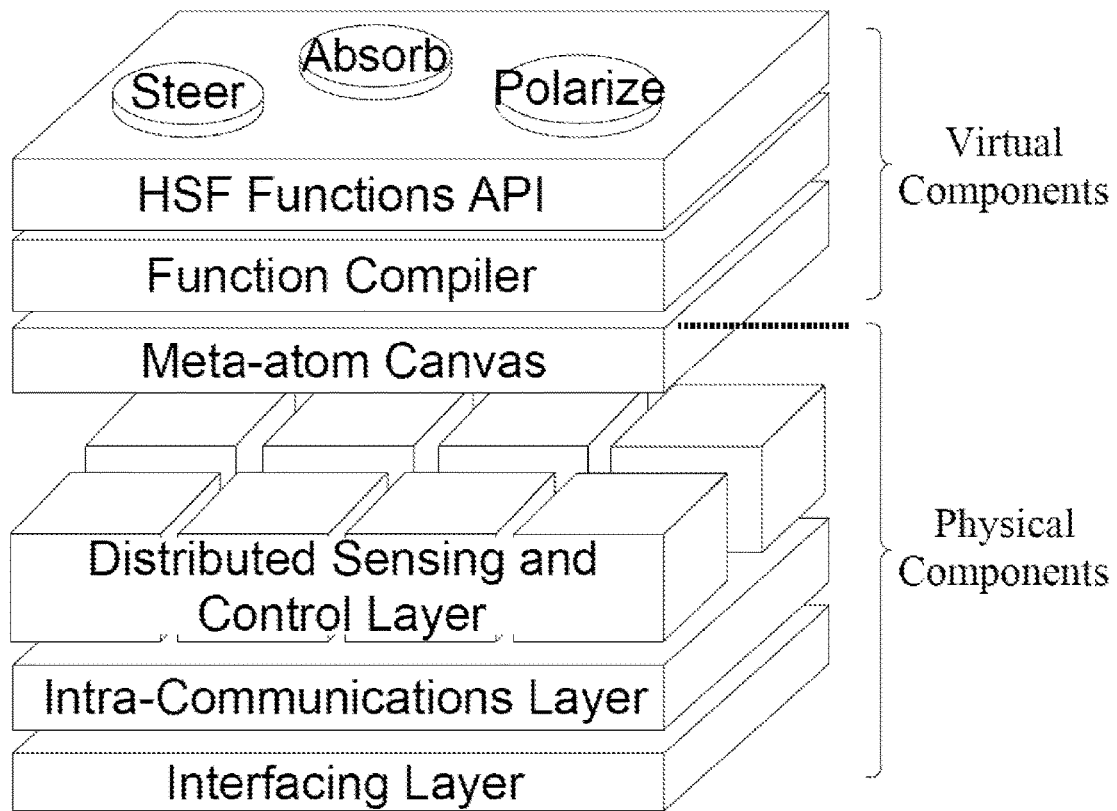 Absorb
Steer
Polarize
HSF Functions API
Function Compiler
Meta-atom Canvas
Distributed Sensing and
Control Layer
Intra-Communications Layer
Interfacing Layer
Virtual
Components
Physical
Components